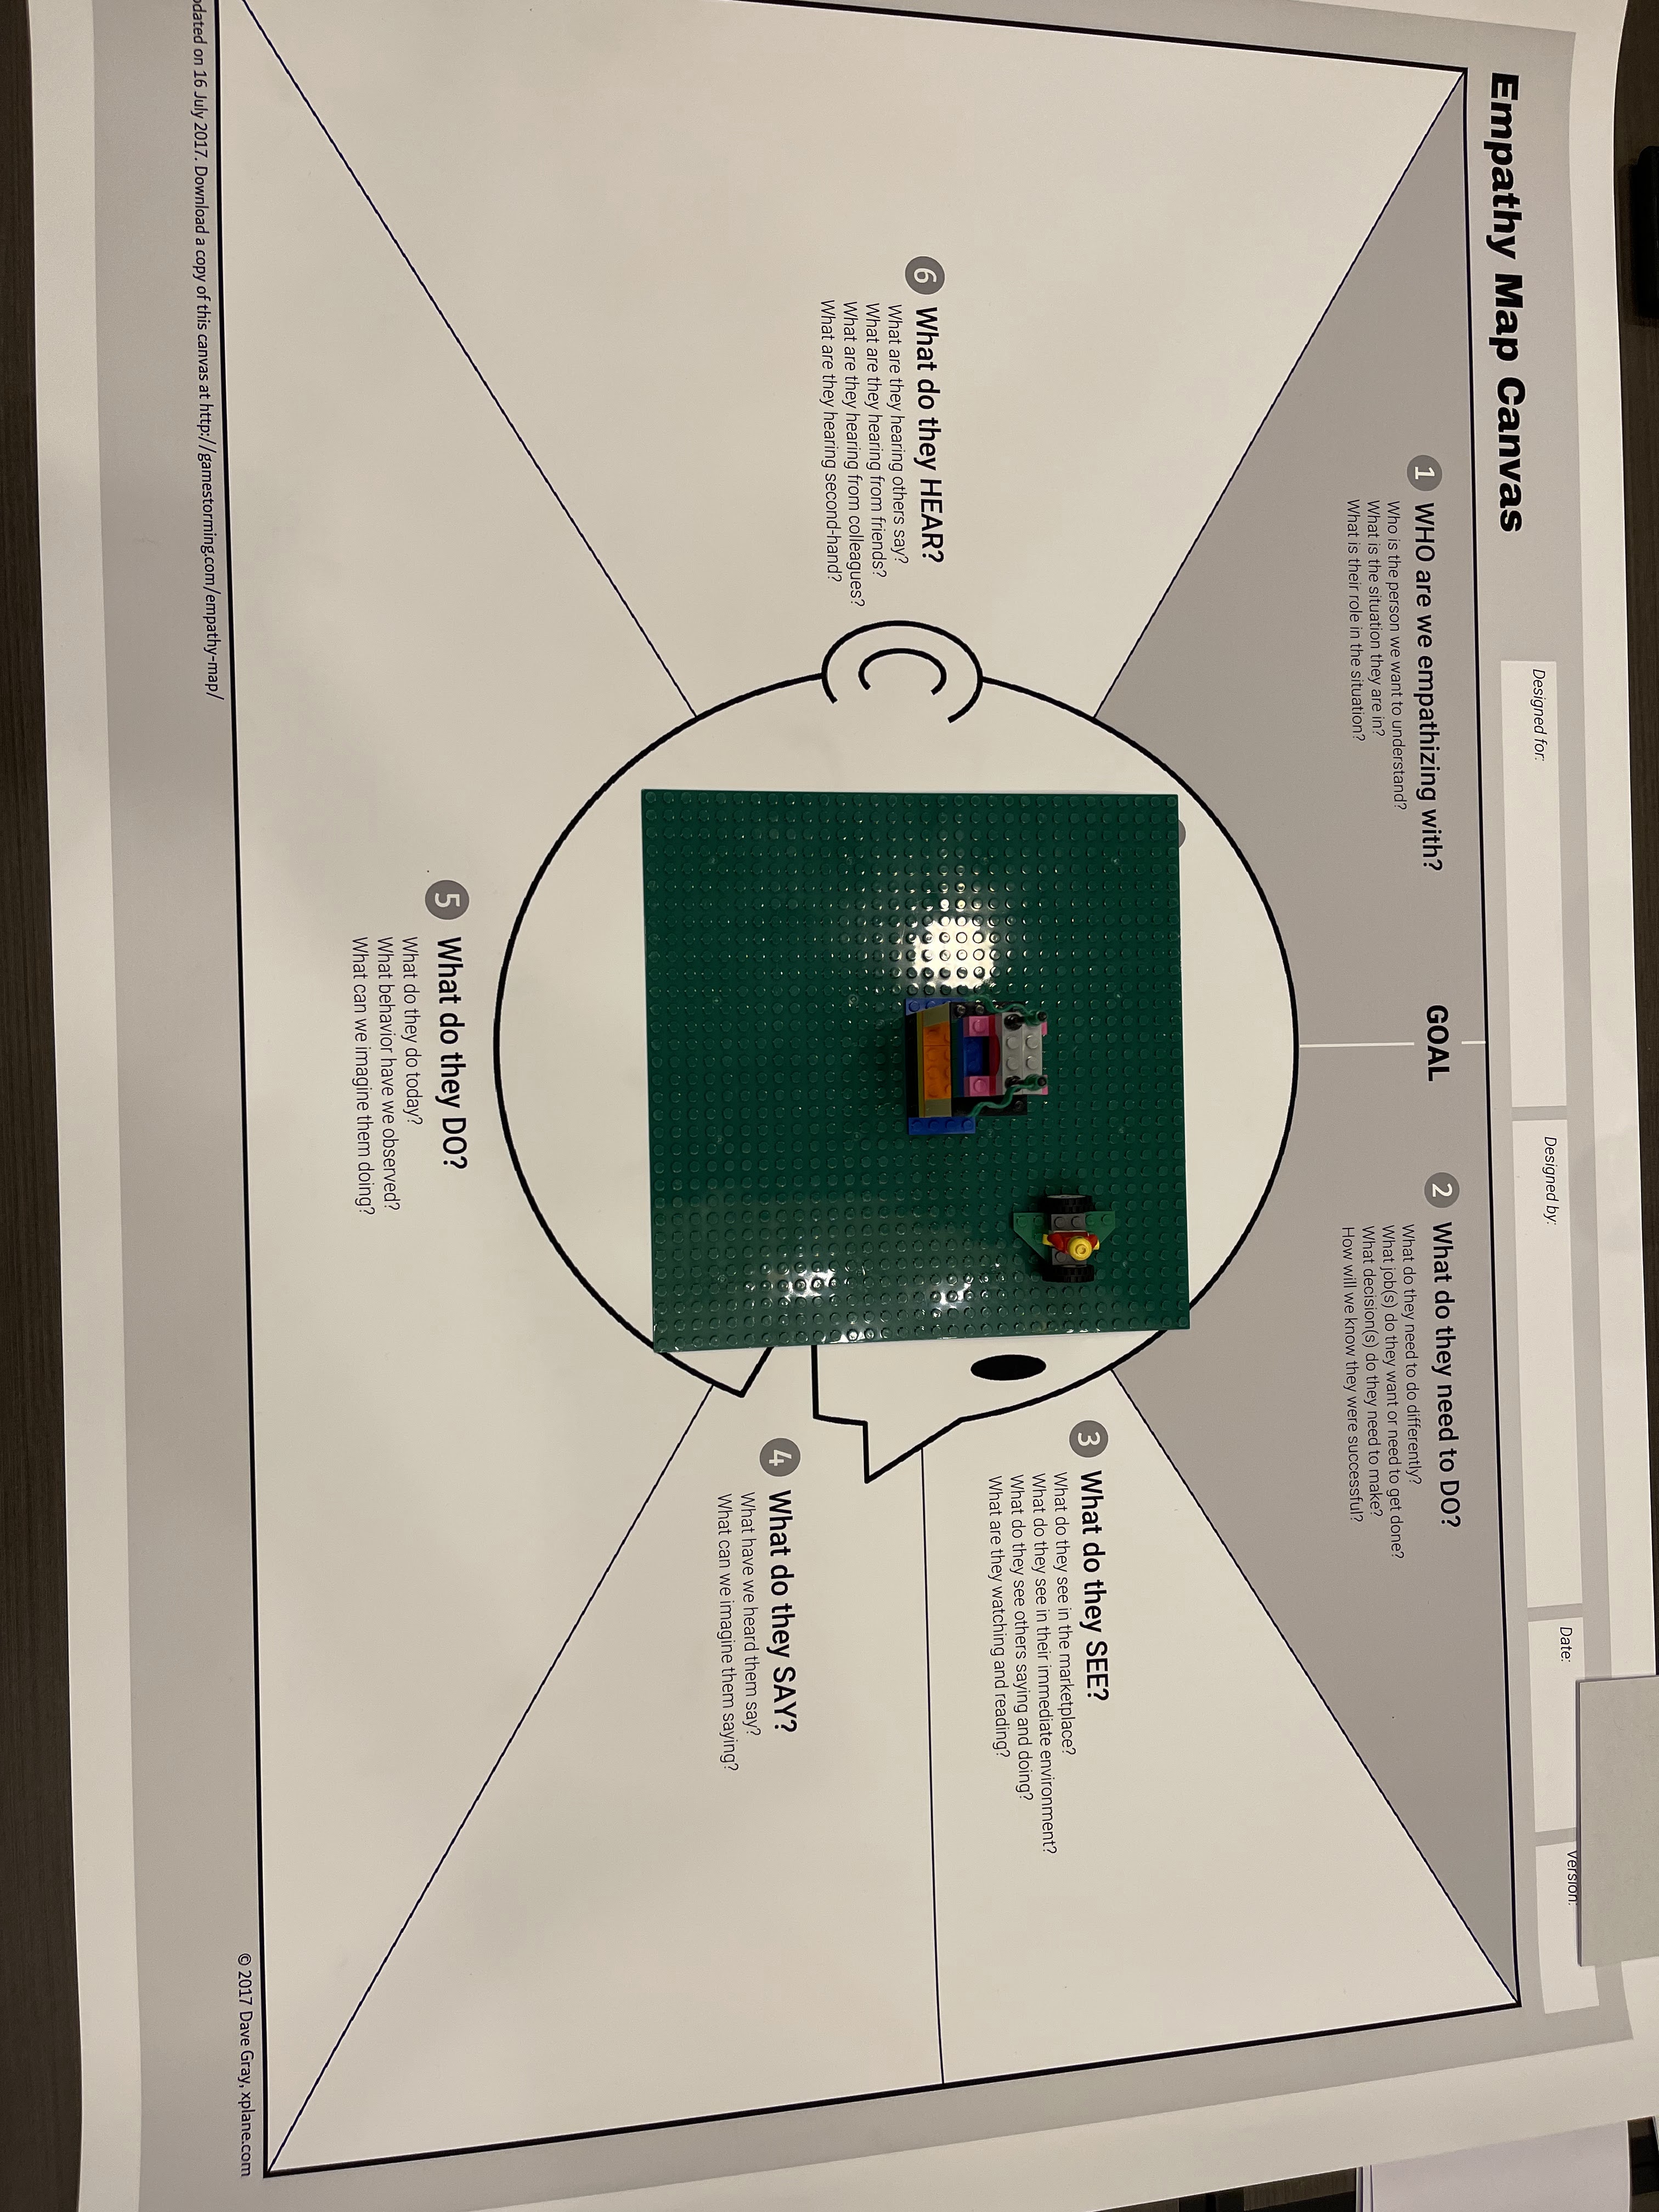 Empathy Map Canvas
Designed for:
Designed by:
Date:
Version:
1 WHO are we empathizing with?
Who is the person we want to understand?
What is the situation they are in?
What is their role in the situation?
GOAL
2 What do they need to DO?
What do they need to do differently?
What job(s) do they want or need to get done?
What decision(s) do they need to make?
How will we know they were successful?
3 What do they SEE?
What do they see in the marketplace?
What do they see in their immediate environment?
What do they see others saying and doing?
What are they watching and reading?
4 What do they SAY?
What have we heard them say?
What can we imagine them saying?
5 What do they DO?
What do they do today?
What behavior have we observed?
What can we imagine them doing?
6 What do they HEAR?
What are they hearing others say?
What are they hearing from friends?
What are they hearing from colleagues?
What are they hearing second-hand?
dated on 16 July 2017. Download a copy of this canvas at http://gamestorming.com/empathy-map/
© 2017 Dave Gray, xplane.com